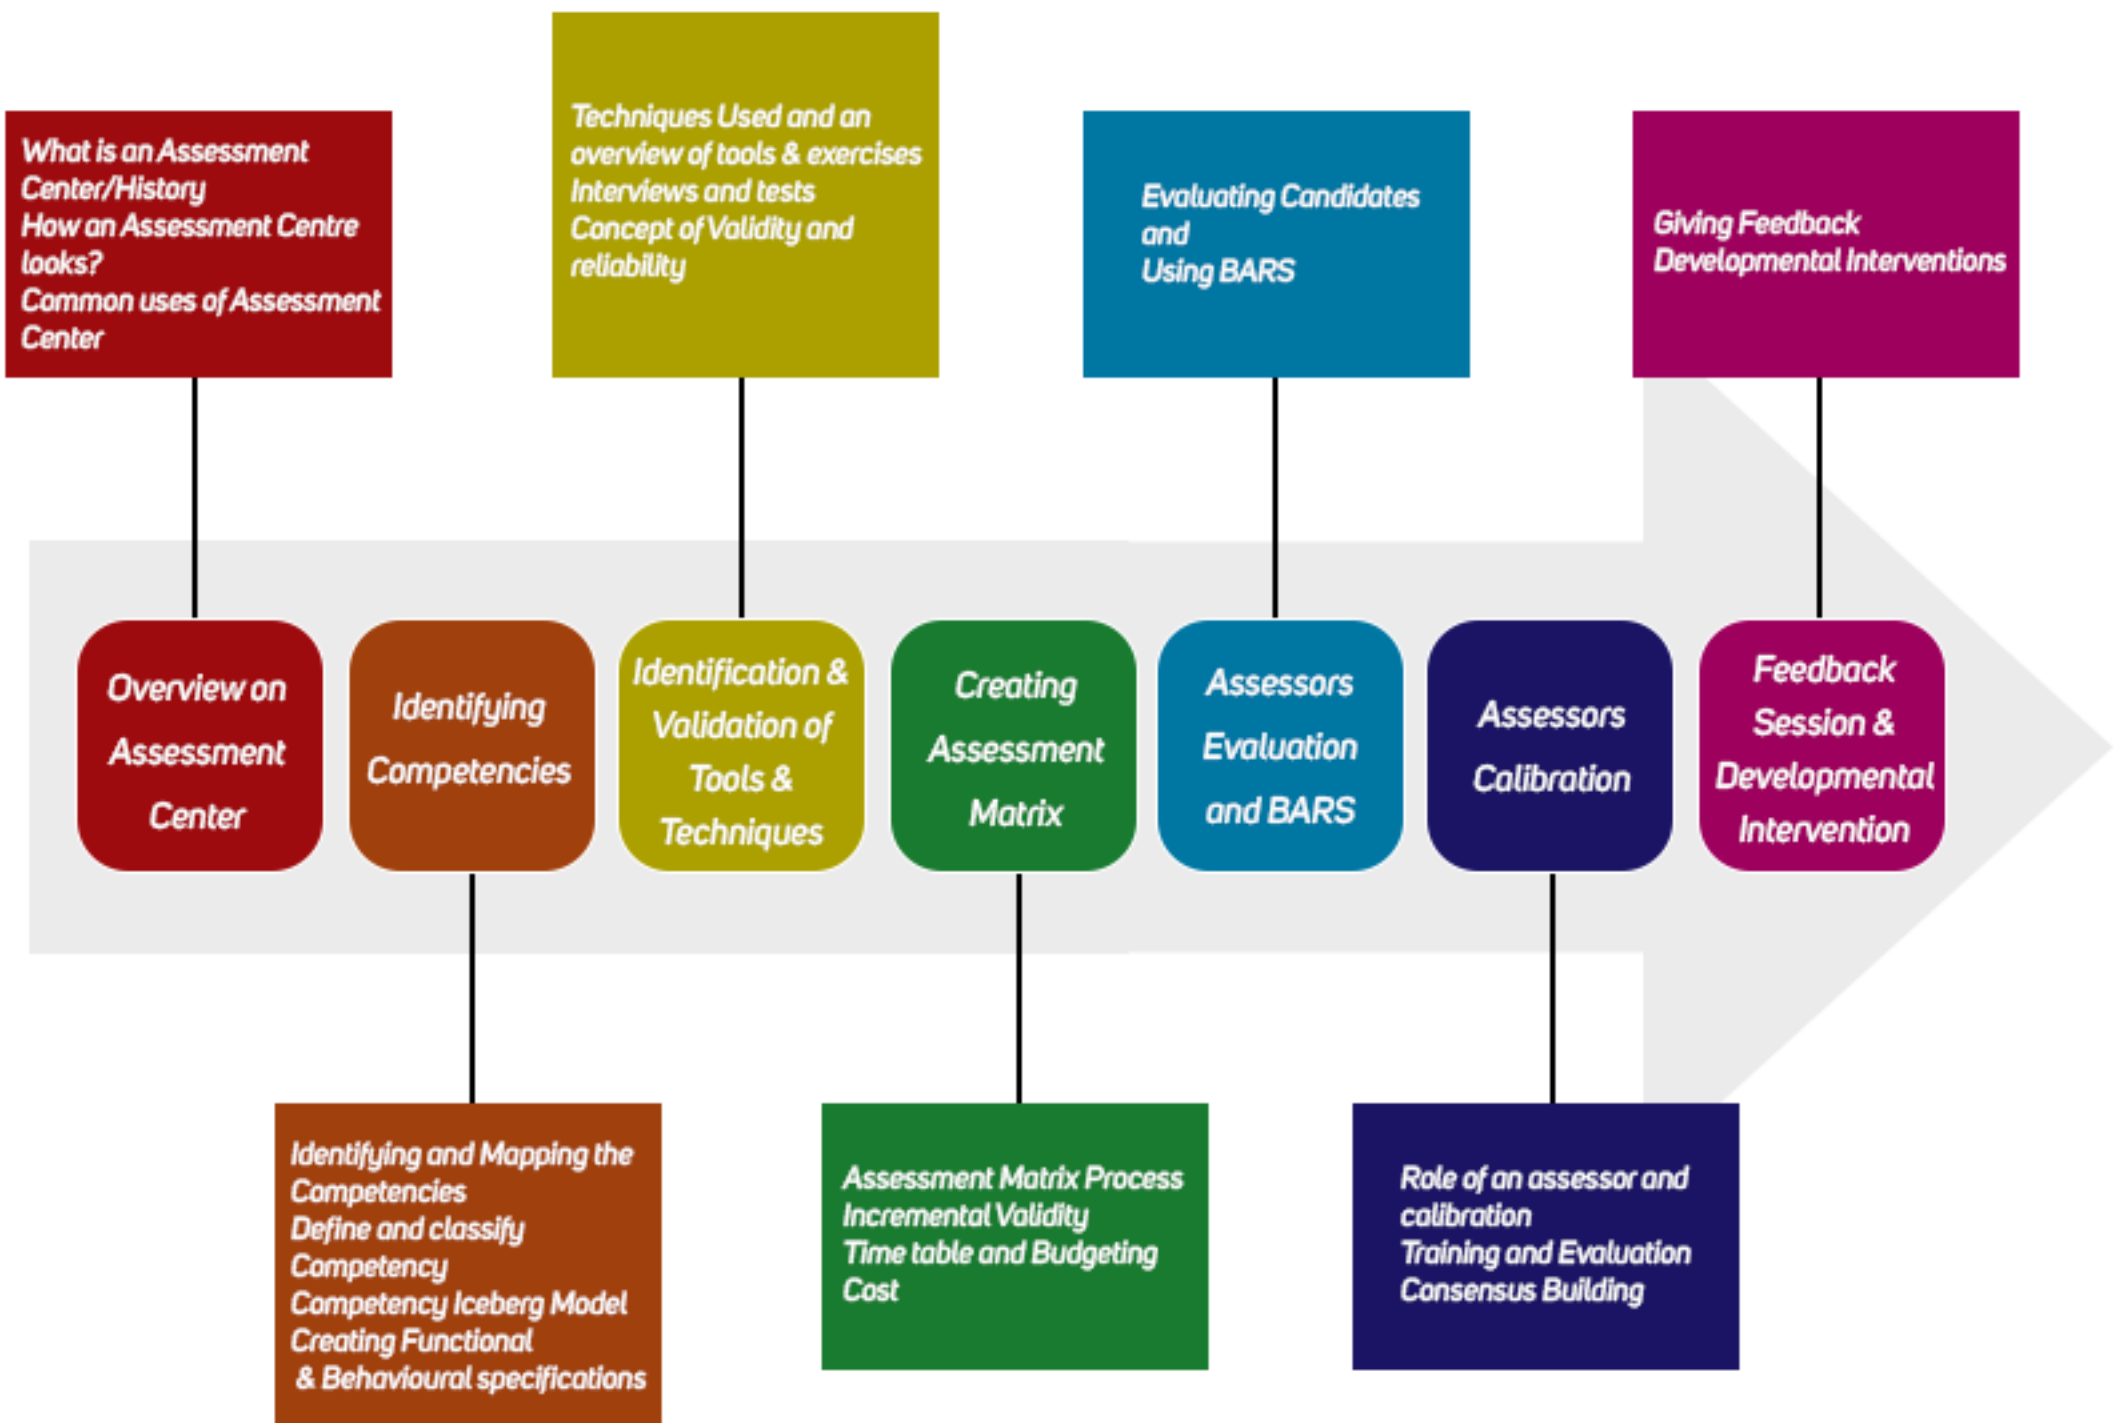 What is an Assessment
Center/History
How an Assessment Centre
looks?
Common uses of Assessment
Center
Techniques Used and an
overview of tools & exercises
Interviews and tests
Concept of Validity and
reliability
Evaluating Candidates
and
Using BARS
Giving Feedback
Developmental Interventions
Overview on
Assessment
Center
Identifying
Competencies
Identification &
Validation of
Tools &
Techniques
Creating
Assessment
Matrix
Assessors
Evaluation
and BARS
Assessors
Calibration
Feedback
Session &
Developmental
Intervention
Identifying and Mapping the
Competencies
Define and classify
Competency
Competency Iceberg Model
Creating Functional
& Behavioural specifications
Assessment Matrix Process
Incremental Validity
Time table and Budgeting
Cost
Role of an assessor and
calibration
Training and Evaluation
Consensus Building